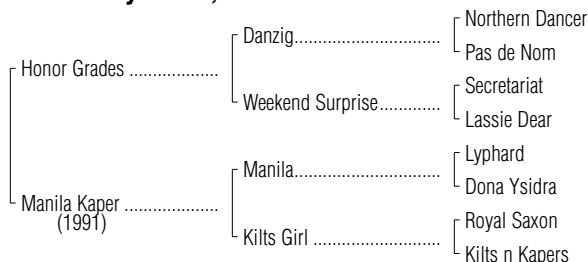 Northern Dancer
Danzig........................................
Pas de Nom
Honor Grades ........................
Secretariat
Weekend Surprise................
Lassie Dear
Lyphard
Manila........................................
Dona Ysidra
Manila Kaper .........................
(1991)
Royal Saxon
Kilts Girl ...................................
Kilts n Kapers